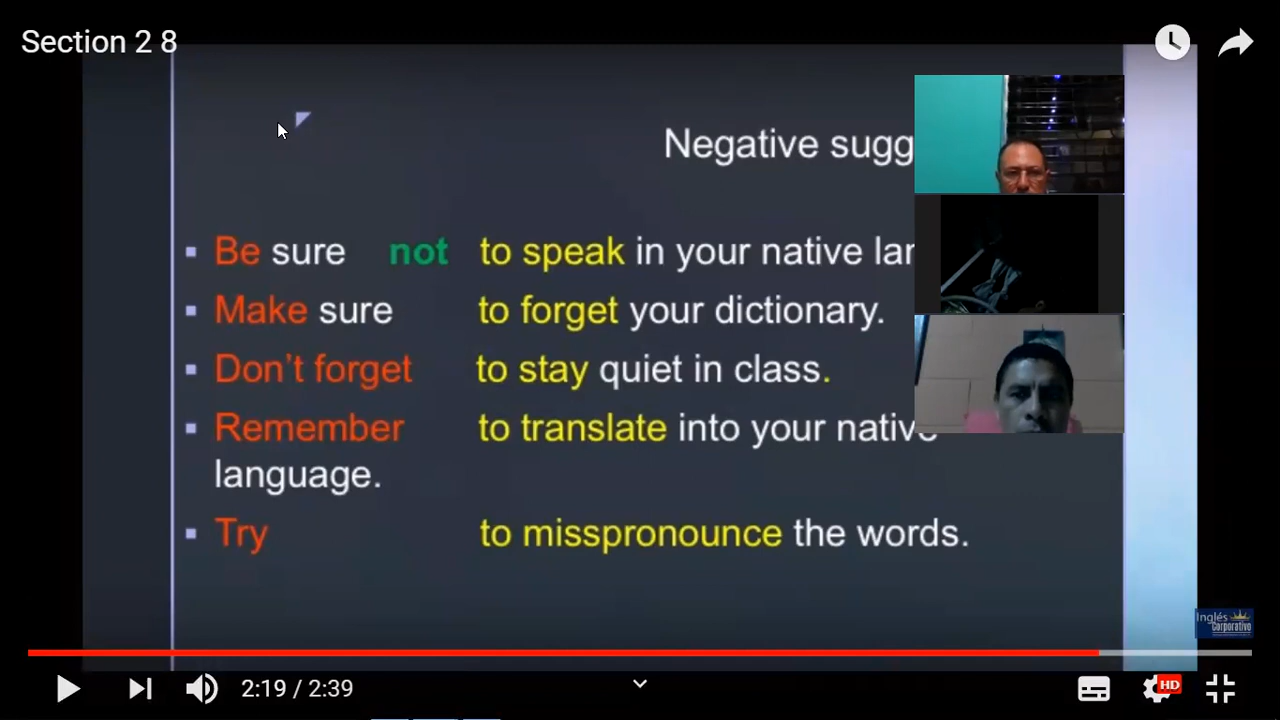 Section 2 8
Negative sugg
Be sure not to speak in your native lan
Make sure to forget your dictionary.
Don't forget to stay quiet in class.
Remember to translate into your native
language.
Try to misspronounce the words.
Inglés
Corporativo
2:19 / 2:39
HD